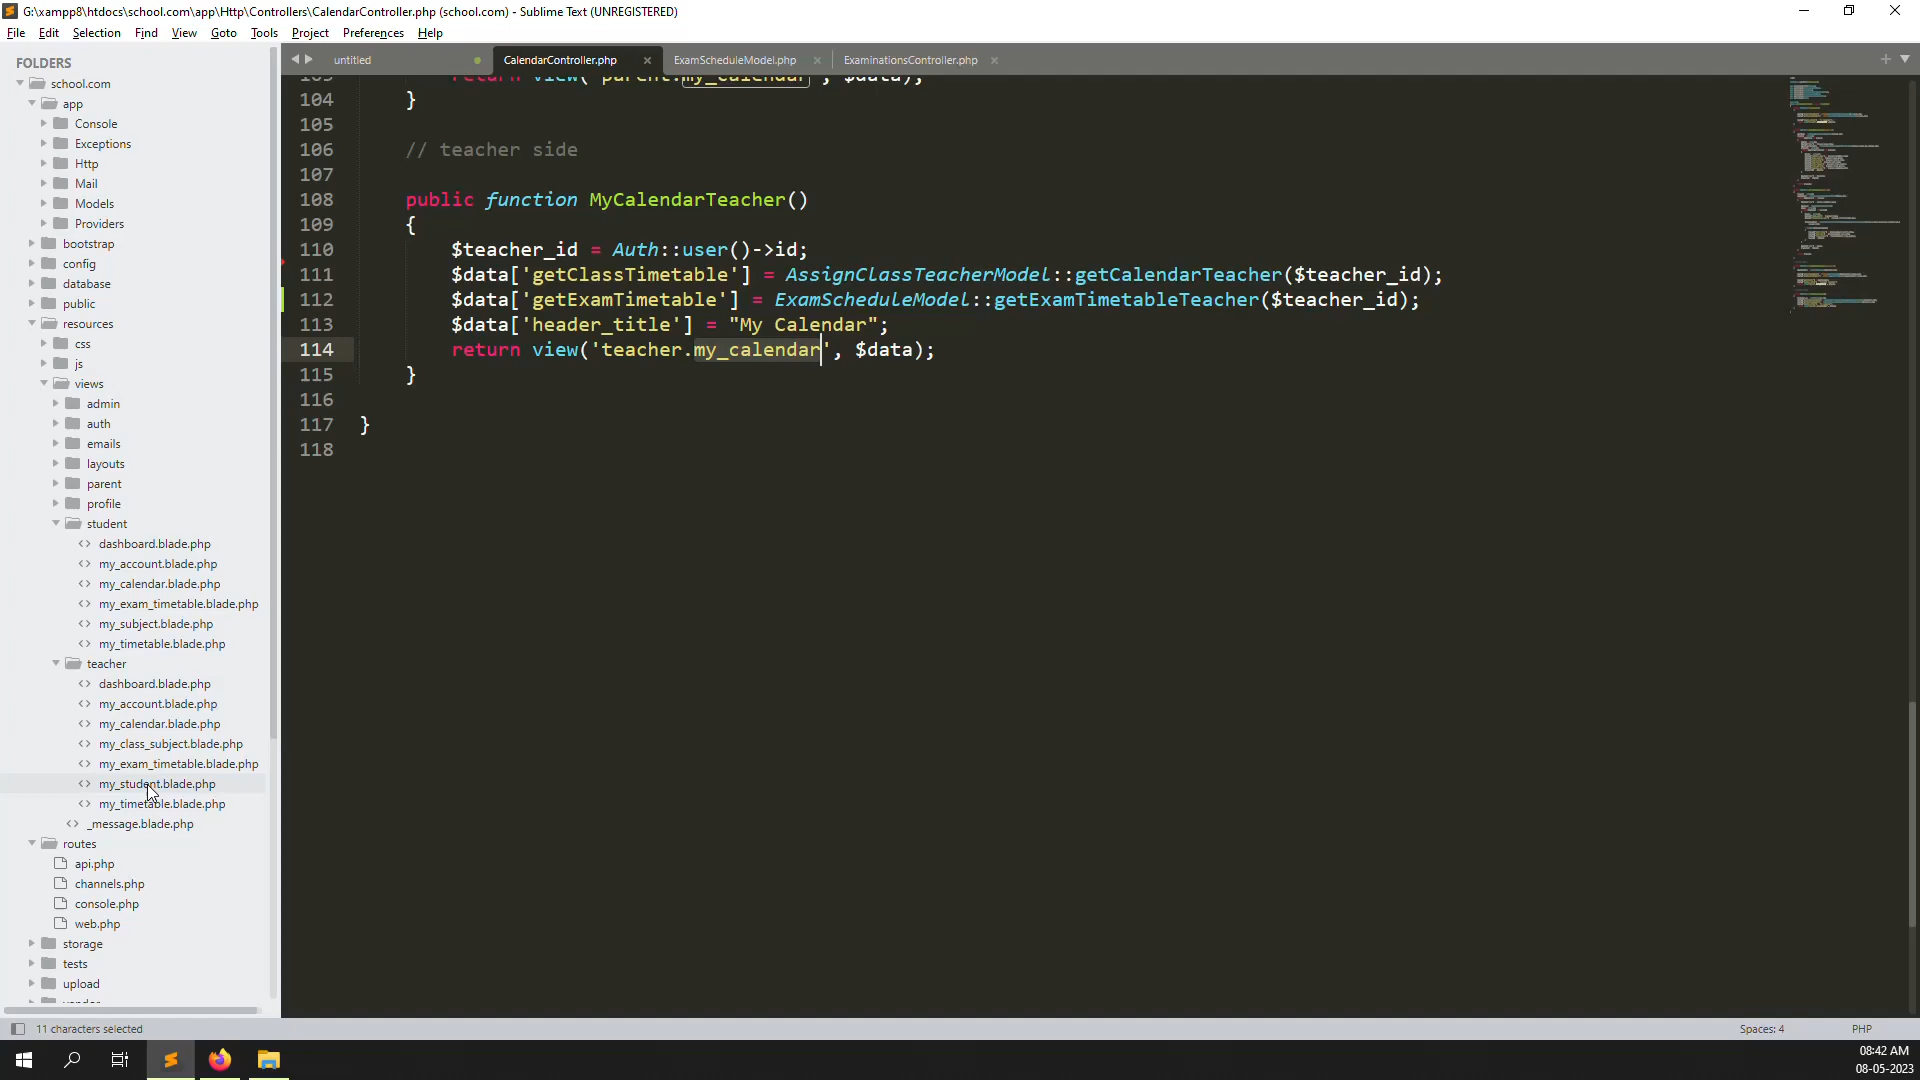 G:\xampp8\htdocs\school.com\app\Http\Controllers\CalendarController.php (school.com) - Sublime Text (UNREGISTERED)
File Edit Selection Find View Goto Tools Project Preferences Help
FOLDERS
school.com
app
Console
Exceptions
Http
Mail
Models
Providers
bootstrap
config
database
public
resources
css
js
views
admin
auth
emails
layouts
parent
profile
student
dashboard.blade.php
my_account.blade.php
my_calendar.blade.php
my_exam_timetable.blade.php
my_subject.blade.php
my_timetable.blade.php
teacher
dashboard.blade.php
my_account.blade.php
my_calendar.blade.php
my_class_subject.blade.php
my_exam_timetable.blade.php
my_student.blade.php
my_timetable.blade.php
_message.blade.php
routes
api.php
channels.php
console.php
web.php
storage
tests
upload
untitled CalendarController.php ExamScheduleModel.php ExaminationsController.php
103 return view('parent.my_calendar', $data);
104 }
105
106 // teacher side
107
108 public function MyCalendarTeacher()
109 {
110 $teacher_id = Auth::user()->id;
111 $data['getClassTimetable'] = AssignClassTeacherModel::getCalendarTeacher($teacher_id);
112 $data['getExamTimetable'] = ExamScheduleModel::getExamTimetableTeacher($teacher_id);
113 $data['header_title'] = "My Calendar";
114 return view('teacher.my_calendar', $data);
115 }
116
117 }
118
11 characters selected Spaces: 4 PHP
08:42 AM
08-05-2023